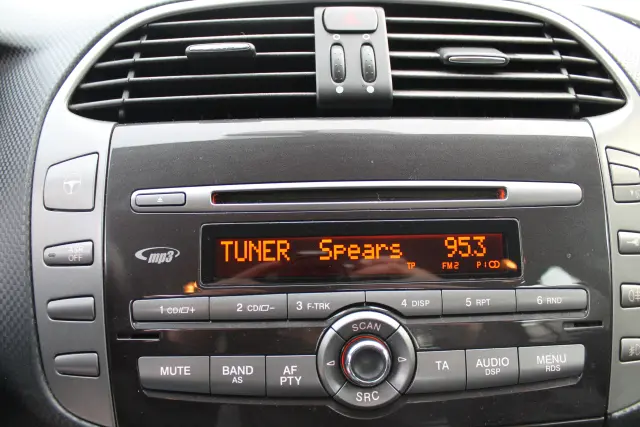 mp3
TUNER Spears 95.3
TP FM2
1 CD+ 2 CD- 3 F-TRK 4 DISP 5 RPT 6 RND
SCAN
MUTE BAND AF TA AUDIO MENU
AS PTY DSP RDS
SRC
OFF